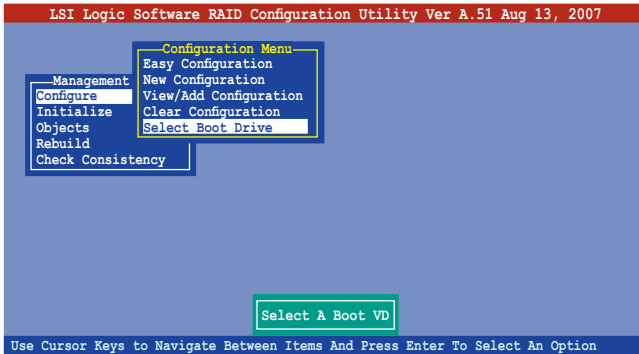 LSI Logic Software RAID Configuration Utility Ver A.51 Aug 13, 2007
Management
Configure
Initialize
Objects
Rebuild
Check Consistency
Configuration Menu
Easy Configuration
New Configuration
View/Add Configuration
Clear Configuration
Select Boot Drive
Select A Boot VD
Use Cursor Keys to Navigate Between Items And Press Enter To Select An Option